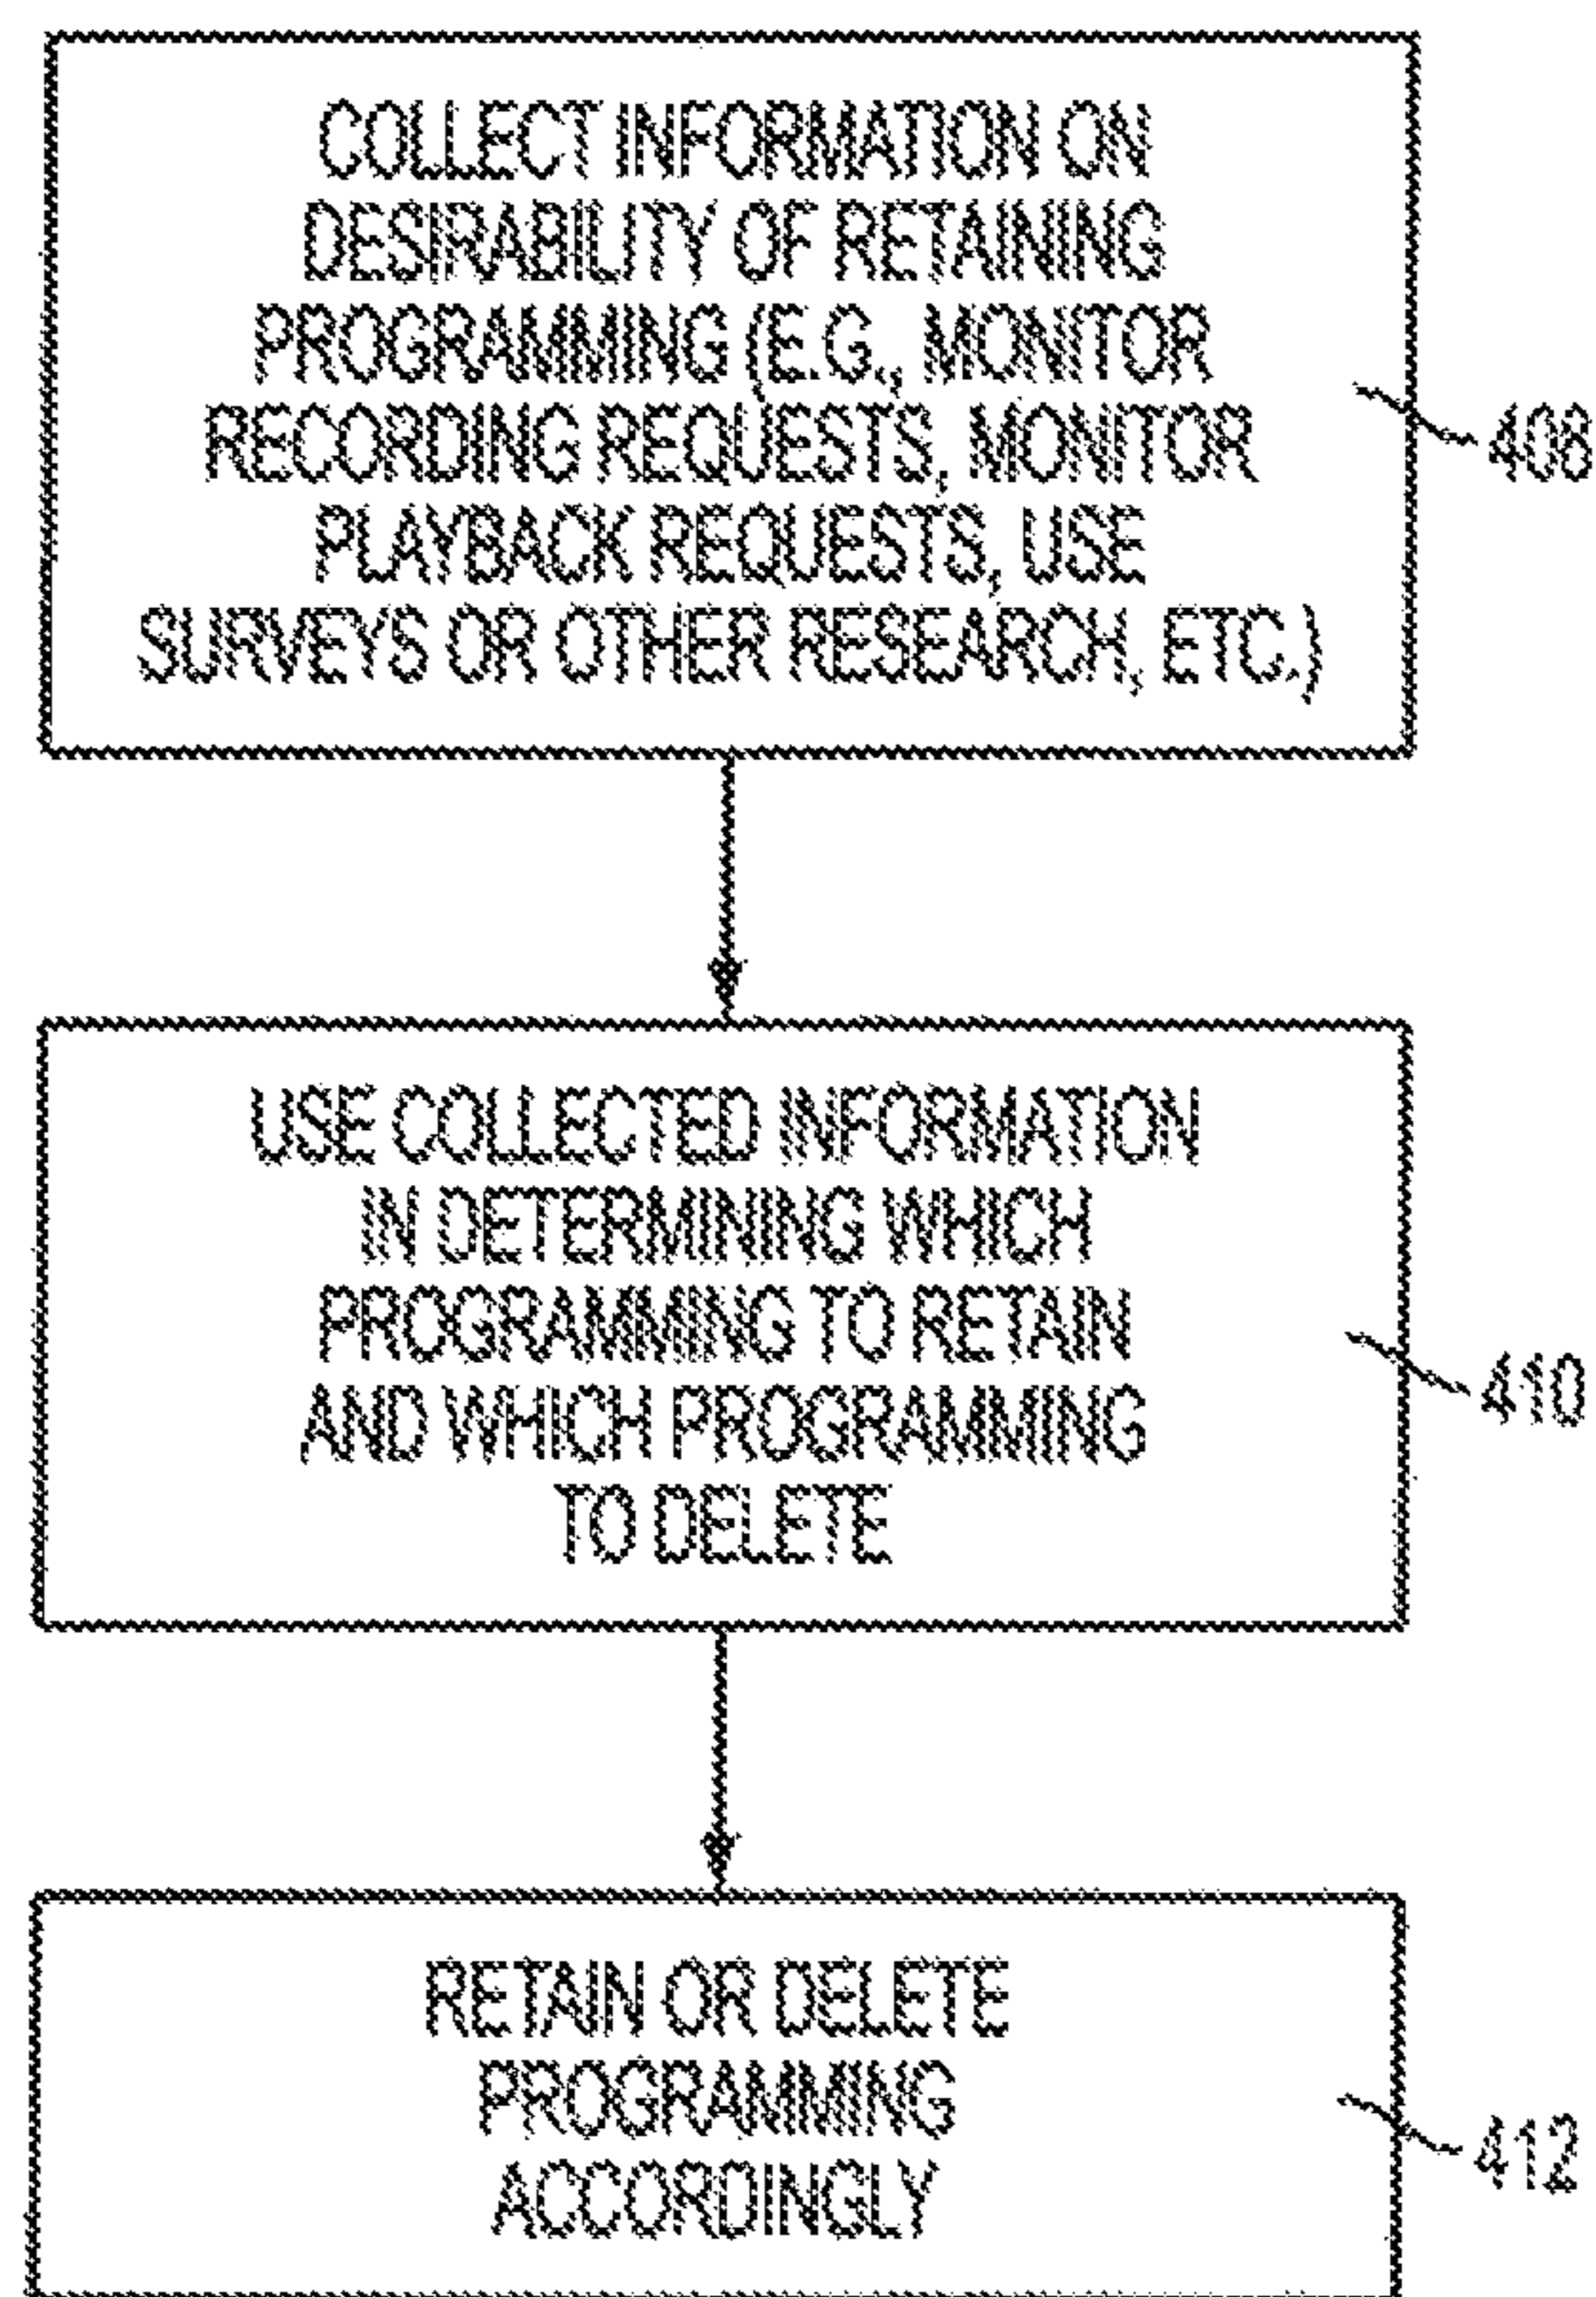 COLLECT INFORMATION ON
DESIRABILITY OF RETAINING
PROGRAMMING (E.G., MONITOR
RECORDING REQUESTS, MONITOR
PLAYBACK REQUESTS, USE
SURVEYS OR OTHER RESEARCH, ETC.)
408
USE COLLECTED INFORMATION
IN DETERMINING WHICH
PROGRAMMING TO RETAIN
AND WHICH PROGRAMMING
TO DELETE
410
RETAIN OR DELETE
PROGRAMMING
ACCORDINGLY
412